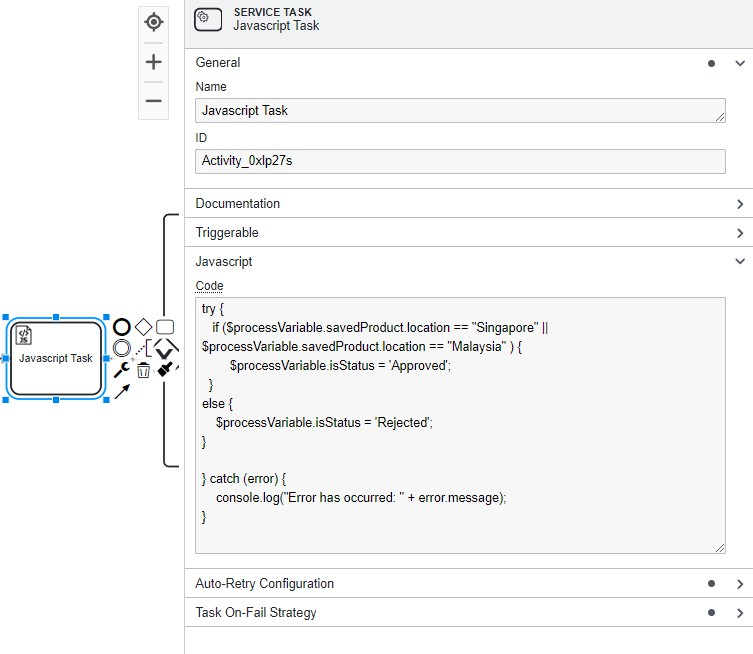 SERVICE TASK
Javascript Task
General
Name
Javascript Task
ID
Activity_0xlp27s
Documentation
Triggerable
Javascript
Code
try {
if ($processVariable.savedProduct.location == "Singapore" ||
$processVariable.savedProduct.location == "Malaysia" ) {
$processVariable.isStatus = 'Approved';
}
else {
$processVariable.isStatus = 'Rejected';
}
} catch (error) {
console.log("Error has occurred: " + error.message);
}
Auto-Retry Configuration
Task On-Fail Strategy
JS
Javascript Task